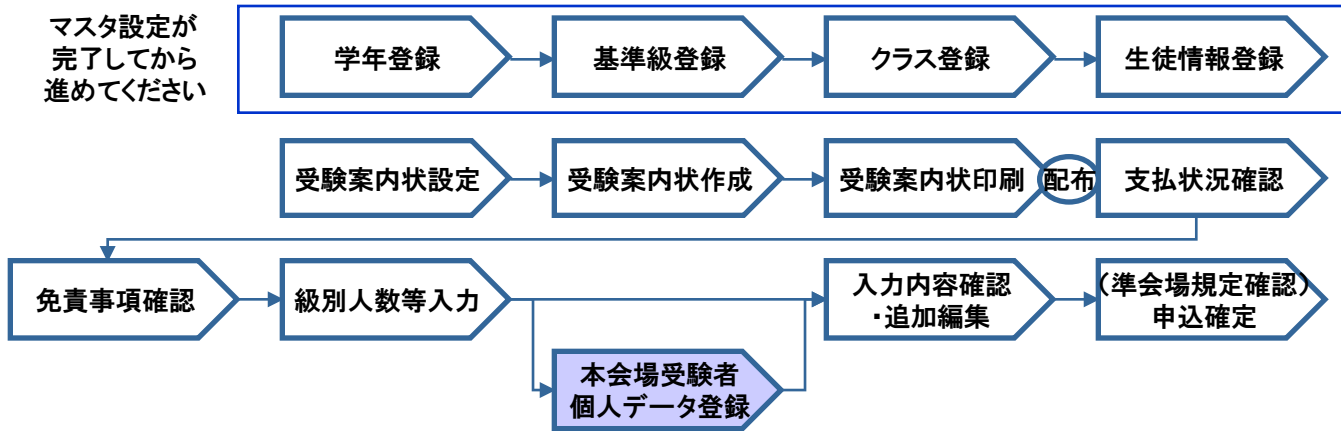 マスタ設定が
完了してから
進めてください
学年登録
基準級登録
クラス登録
生徒情報登録
受験案内状設定
受験案内状作成
受験案内状印刷
配布
支払状況確認
免責事項確認
級別人数等入力
入力内容確認
・追加編集
（準会場規定確認）
申込確定
本会場受験者
個人データ登録